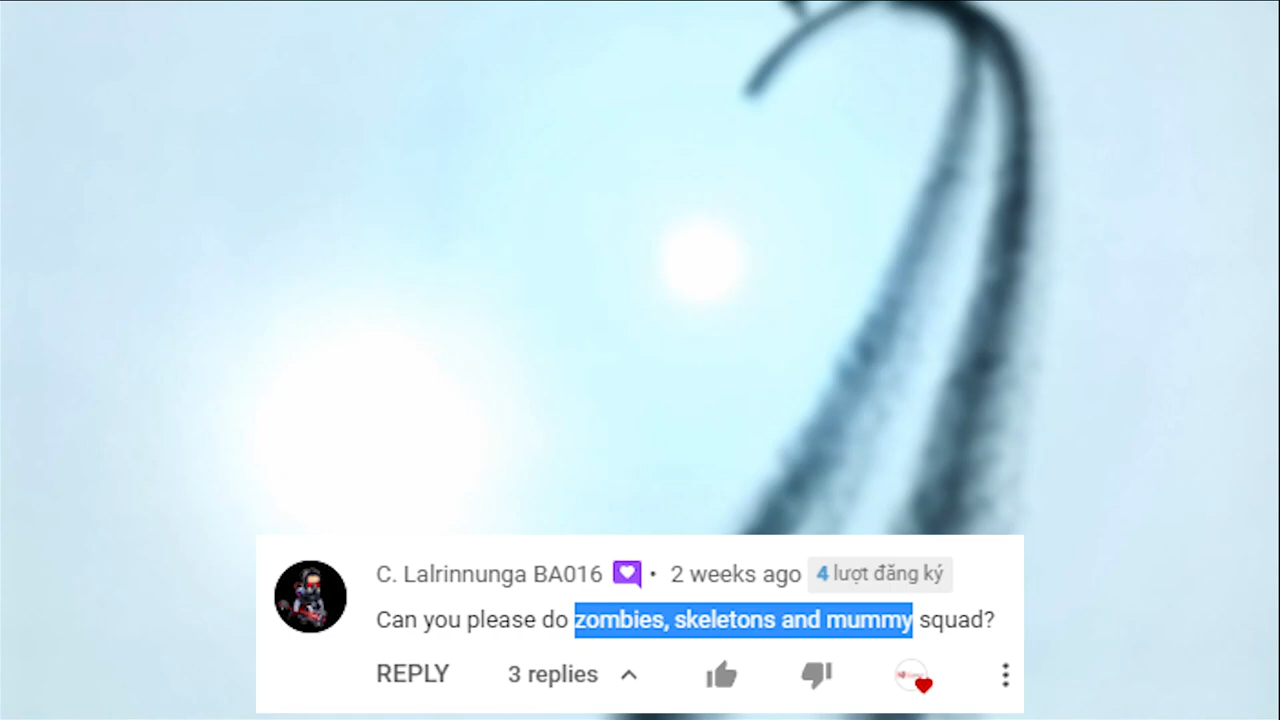 C. Lalrinnunga BA016 • 2 weeks ago 4 lượt đăng ký
Can you please do zombies, skeletons and mummy squad?
REPLY 3 replies